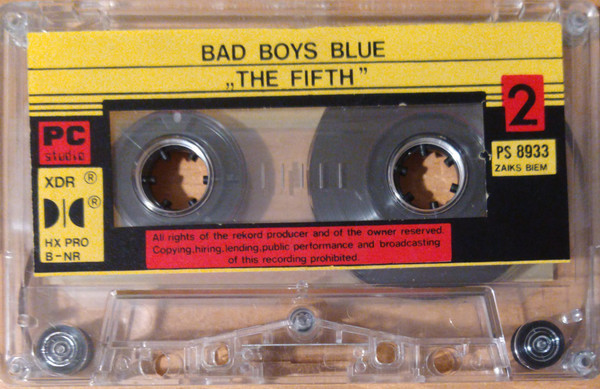 BAD BOYS BLUE
„THE FIFTH”
2
PC
studio
PS 8933
ZAIKS BIEM
XDR ®
®
HX PRO
B-NR
All rights of the rekord producer and of the owner reserved.
Copying,hiring,lending,public performance and broadcasting
of this recording prohibited.